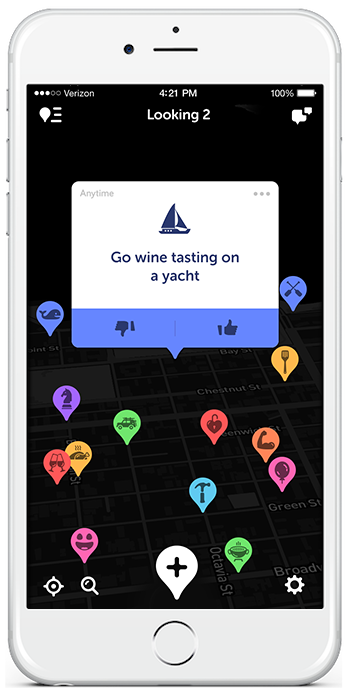 Verizon
4:21 PM
100%
Looking 2
Anytime
Go wine tasting on
a yacht
Bay St
Chestnut St
Green St
Octavia St
Broadw